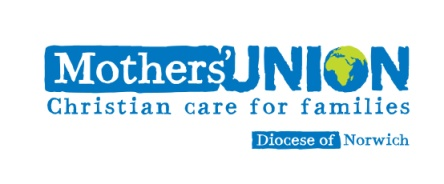 Mothers' UNION
Christian care for families
Diocese of Norwich